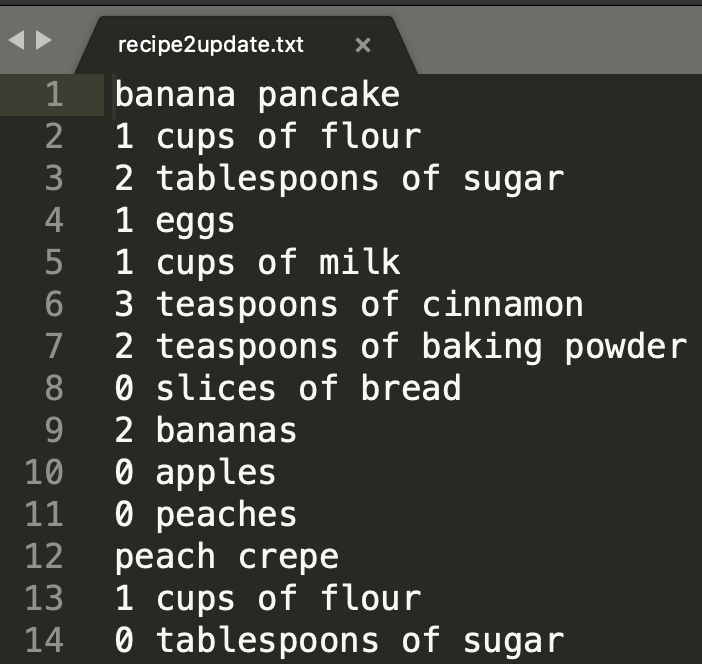 recipe2update.txt
1 banana pancake
2 1 cups of flour
3 2 tablespoons of sugar
4 1 eggs
5 1 cups of milk
6 3 teaspoons of cinnamon
7 2 teaspoons of baking powder
8 0 slices of bread
9 2 bananas
10 0 apples
11 0 peaches
12 peach crepe
13 1 cups of flour
14 0 tablespoons of sugar